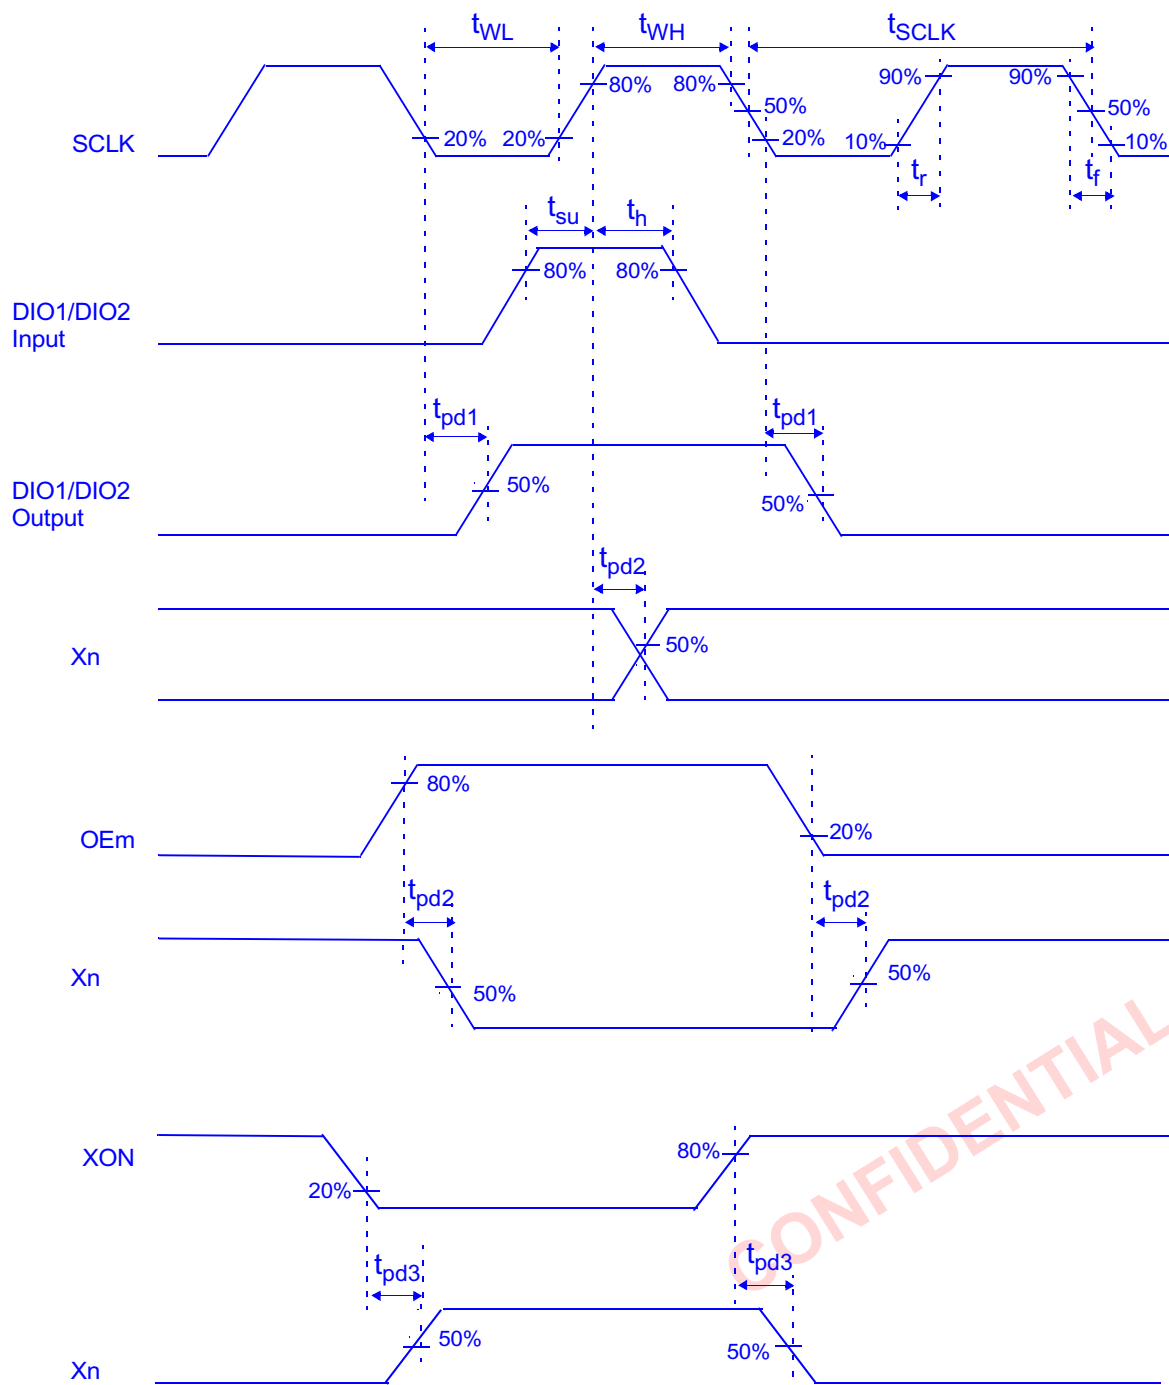 tWL
tWH
tSCLK
80%
80%
90%
90%
50%
50%
SCLK
20%
20%
20%
10%
10%
tr
tf
tsu
th
80%
80%
DIO1/DIO2
Input
tpd1
tpd1
DIO1/DIO2
Output
50%
50%
tpd2
Xn
50%
80%
OEm
20%
tpd2
tpd2
Xn
50%
50%
XON
80%
20%
CONFIDENTIAL
tpd3
tpd3
Xn
50%
50%